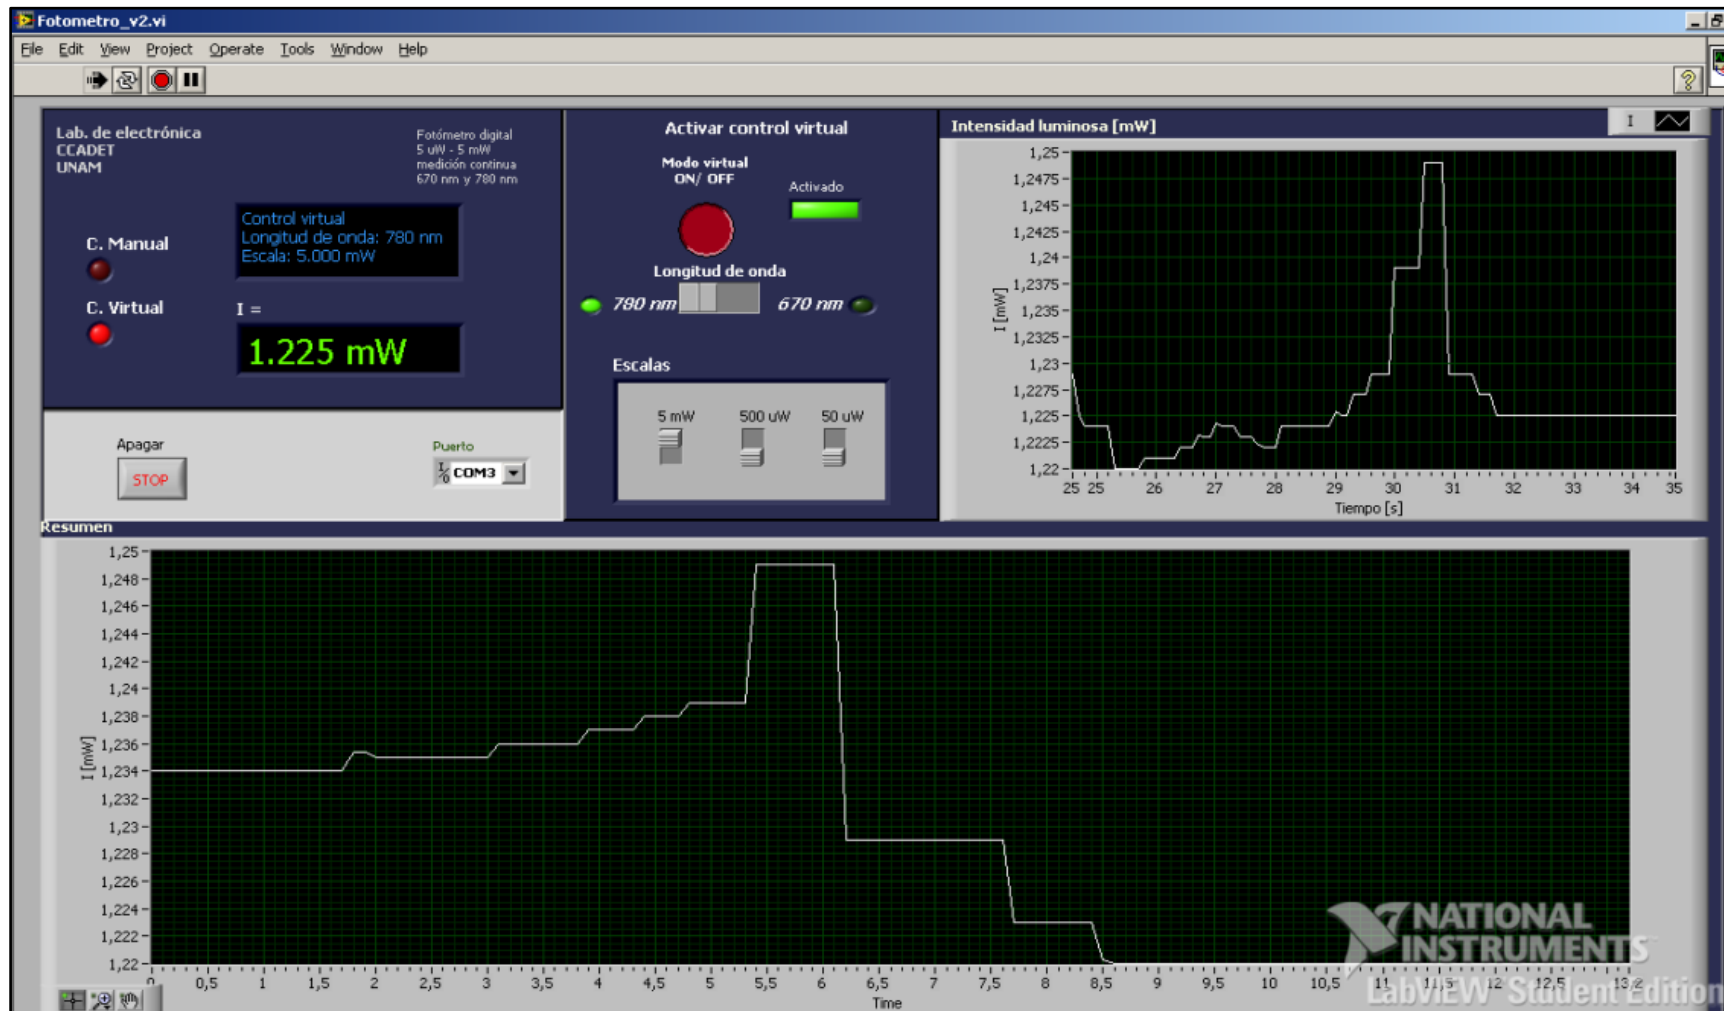 Fotometro_v2.vi
File Edit View Project Operate Tools Window Help
Lab. de electrónica
CCADET
UNAM
Fotómetro digital
5 uW - 5 mW
medición continua
670 nm y 780 nm
C. Manual
Control virtual
Longitud de onda: 780 nm
Escala: 5.000 mW
C. Virtual
I =
1.225 mW
Apagar
STOP
Puerto
I/O COM3
Activar control virtual
Modo virtual
ON/ OFF
Activado
Longitud de onda
780 nm 670 nm
Escalas
5 mW 500 uW 50 uW
Intensidad luminosa [mW]
I
1,25
1,2475
1,245
1,2425
1,24
1,2375
1,235
1,2325
1,23
1,2275
1,225
1,2225
1,22
I [mW]
25 25 26 27 28 29 30 31 32 33 34 35
Tiempo [s]
Resumen
1,25
1,248
1,246
1,244
1,242
1,24
1,238
1,236
1,234
1,232
1,23
1,228
1,226
1,224
1,222
1,22
I [mW]
0 0,5 1 1,5 2 2,5 3 3,5 4 4,5 5 5,5 6 6,5 7 7,5 8 8,5 9 9,5 10 10,5 11 11,5 12 12,5 13,2
Time
NATIONAL
INSTRUMENTS
LabVIEW Student Edition